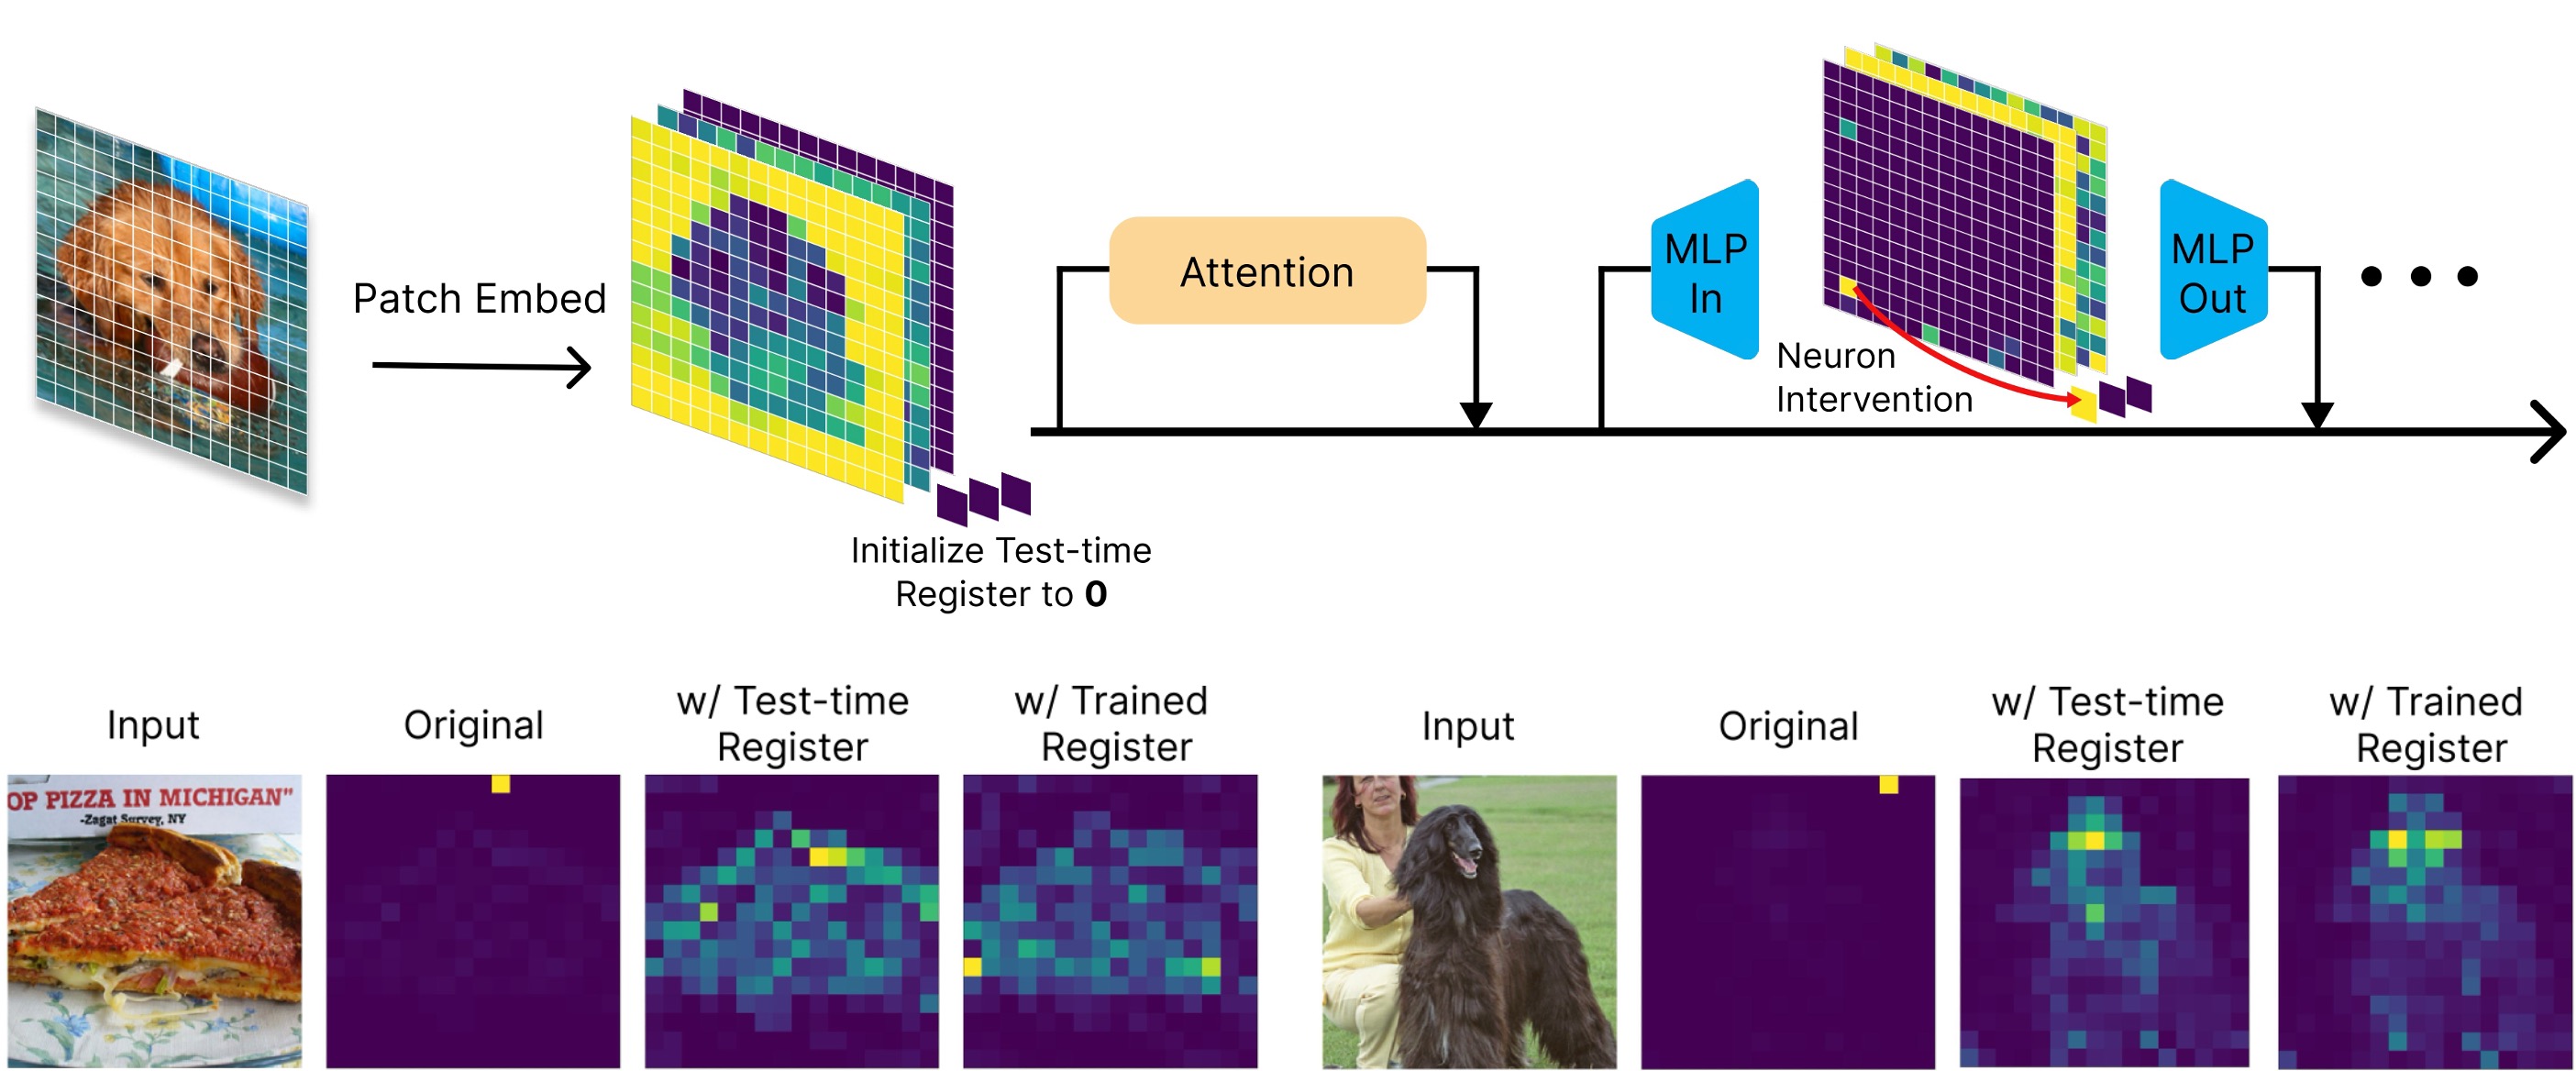 Patch Embed
Attention
MLP
In
MLP
Out
Neuron
Intervention
Initialize Test-time
Register to 0
Input
Original
w/ Test-time
Register
w/ Trained
Register
Input
Original
w/ Test-time
Register
w/ Trained
Register
OP PIZZA IN MICHIGAN"
-Zagat Survey, NY